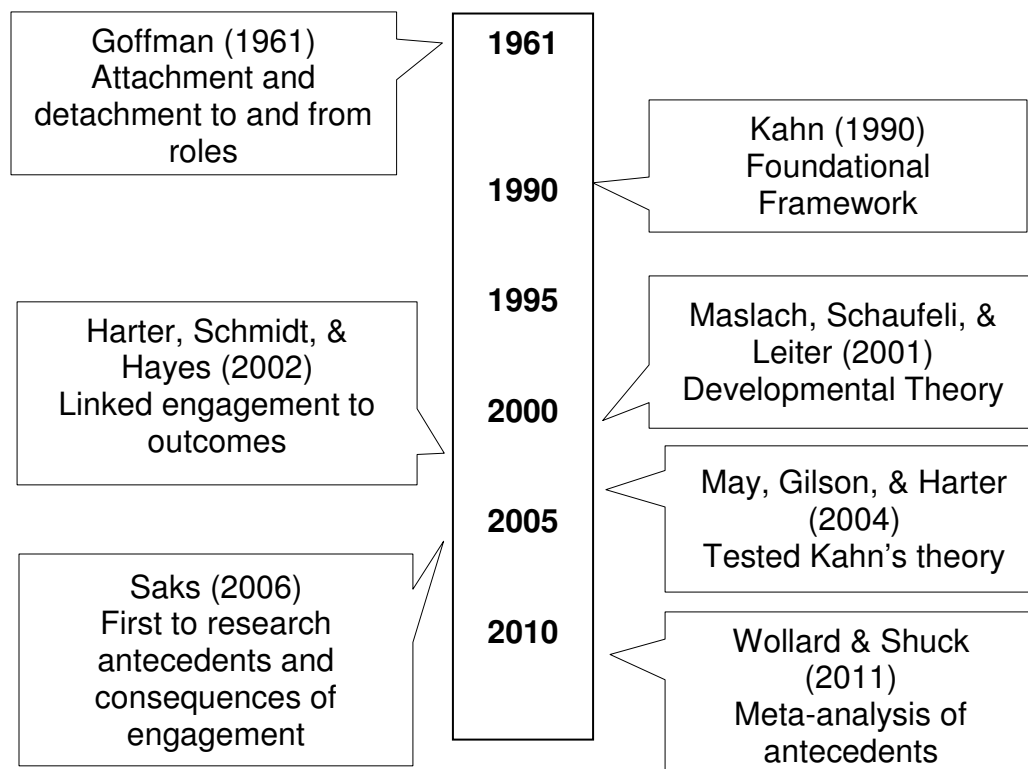 Goffman (1961)
Attachment and
detachment to and from
roles
1961
Kahn (1990)
Foundational
Framework
1990
1995
Maslach, Schaufeli, &
Leiter (2001)
Developmental Theory
Harter, Schmidt, &
Hayes (2002)
Linked engagement to
outcomes
2000
May, Gilson, & Harter
(2004)
Tested Kahn’s theory
2005
Saks (2006)
First to research
antecedents and
consequences of
engagement
2010
Wollard & Shuck
(2011)
Meta-analysis of
antecedents